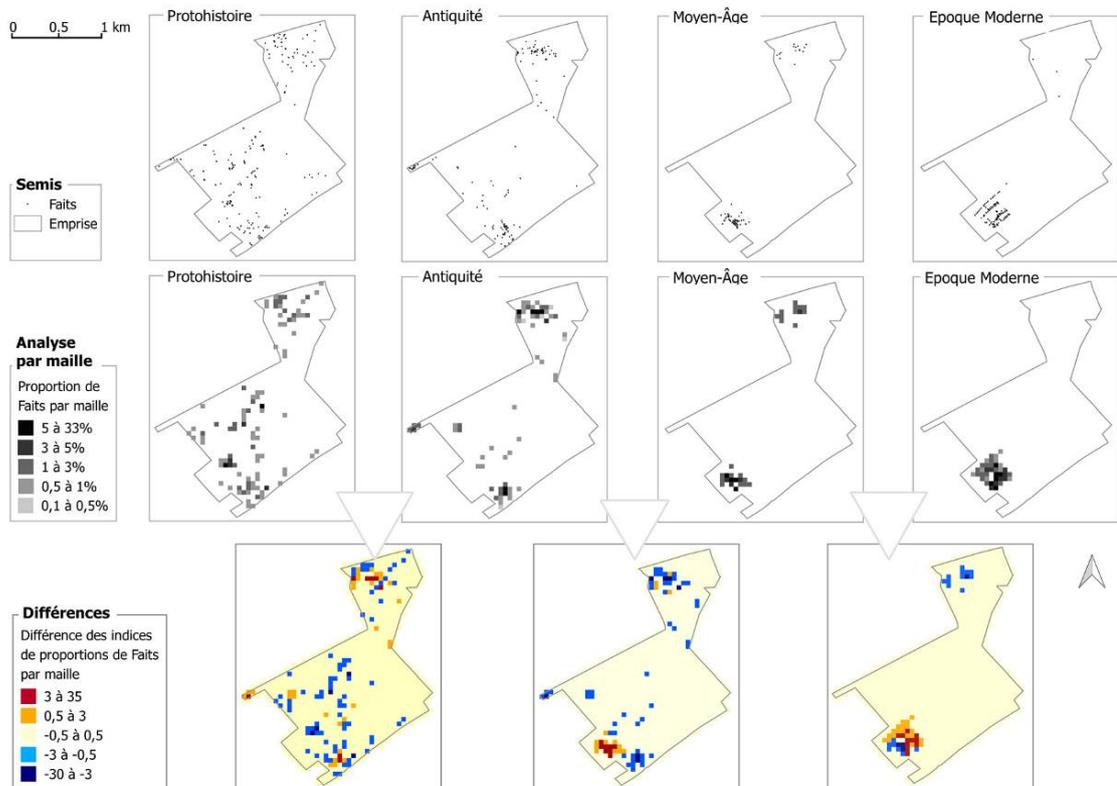 0 0.5 1 km
Protohistoire
Antiquité
Moyen-Âge
Epoque Moderne
Semis
Faits
Emprise
Protohistoire
Antiquité
Moyen-Âge
Epoque Moderne
Analyse
par maille
Proportion de
Faits par maille
5 à 33%
3 à 5%
1 à 3%
0,5 à 1%
0,1 à 0,5%
Différences
Différence des indices
de proportions de Faits
par maille
3 à 35
0,5 à 3
-0,5 à 0,5
-3 à -0,5
-30 à -3